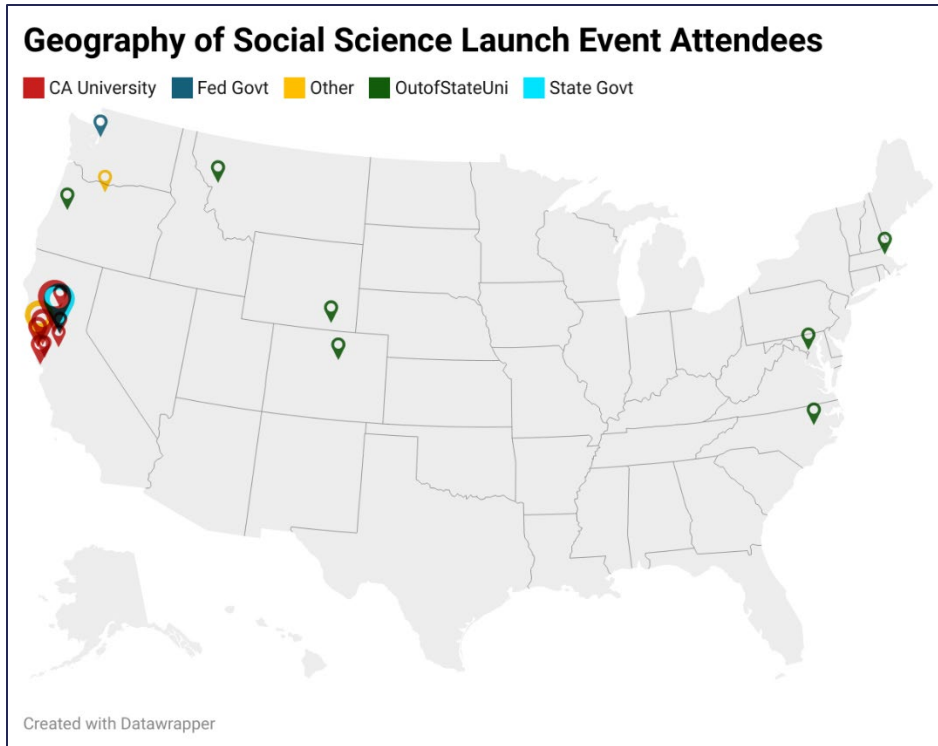 Geography of Social Science Launch Event Attendees
CA University Fed Govt Other OutofStateUni State Govt
Created with Datawrapper